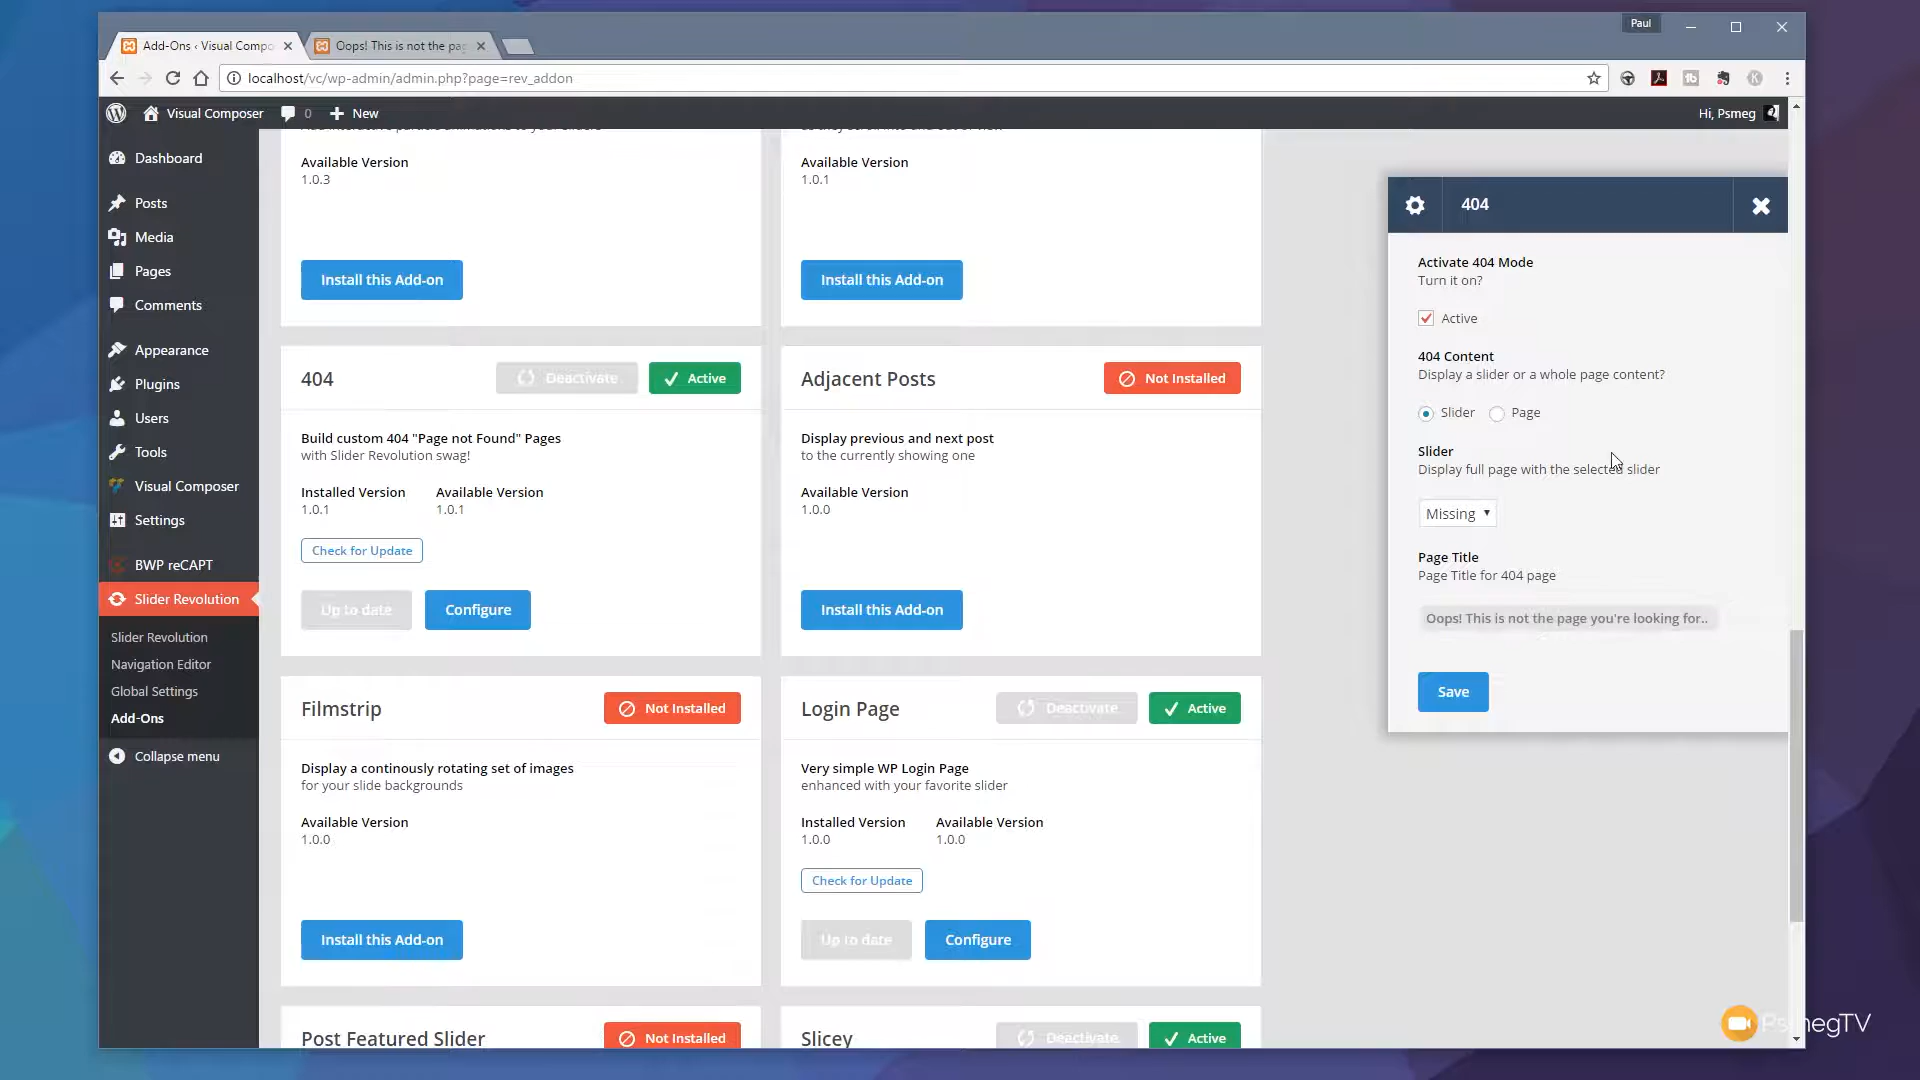 Paul
Add-Ons ‹ Visual Compo
Oops! This is not the pag
localhost/vc/wp-admin/admin.php?page=rev_addon
Visual Composer
0
New
Hi, Psmeg
Dashboard
Posts
Media
Pages
Comments
Appearance
Plugins
Users
Tools
Visual Composer
Settings
BWP reCAPT
Slider Revolution
Slider Revolution
Navigation Editor
Global Settings
Add-Ons
Collapse menu
Available Version
1.0.3
Install this Add-on
Available Version
1.0.1
Install this Add-on
404
Deactivate
Active
Build custom 404 "Page not Found" Pages
with Slider Revolution swag!
Installed Version
Available Version
1.0.1
1.0.1
Check for Update
Up to date
Configure
Adjacent Posts
Not Installed
Display previous and next post
to the currently showing one
Available Version
1.0.0
Install this Add-on
Filmstrip
Not Installed
Display a continously rotating set of images
for your slide backgrounds
Available Version
1.0.0
Install this Add-on
Login Page
Deactivate
Active
Very simple WP Login Page
enhanced with your favorite slider
Installed Version
Available Version
1.0.0
1.0.0
Check for Update
Up to date
Configure
Post Featured Slider
Not Installed
Slicey
Deactivate
Active
404
Activate 404 Mode
Turn it on?
Active
404 Content
Display a slider or a whole page content?
Slider
Page
Slider
Display full page with the selected slider
Missing
Page Title
Page Title for 404 page
Oops! This is not the page you're looking for..
Save
PsmegTV